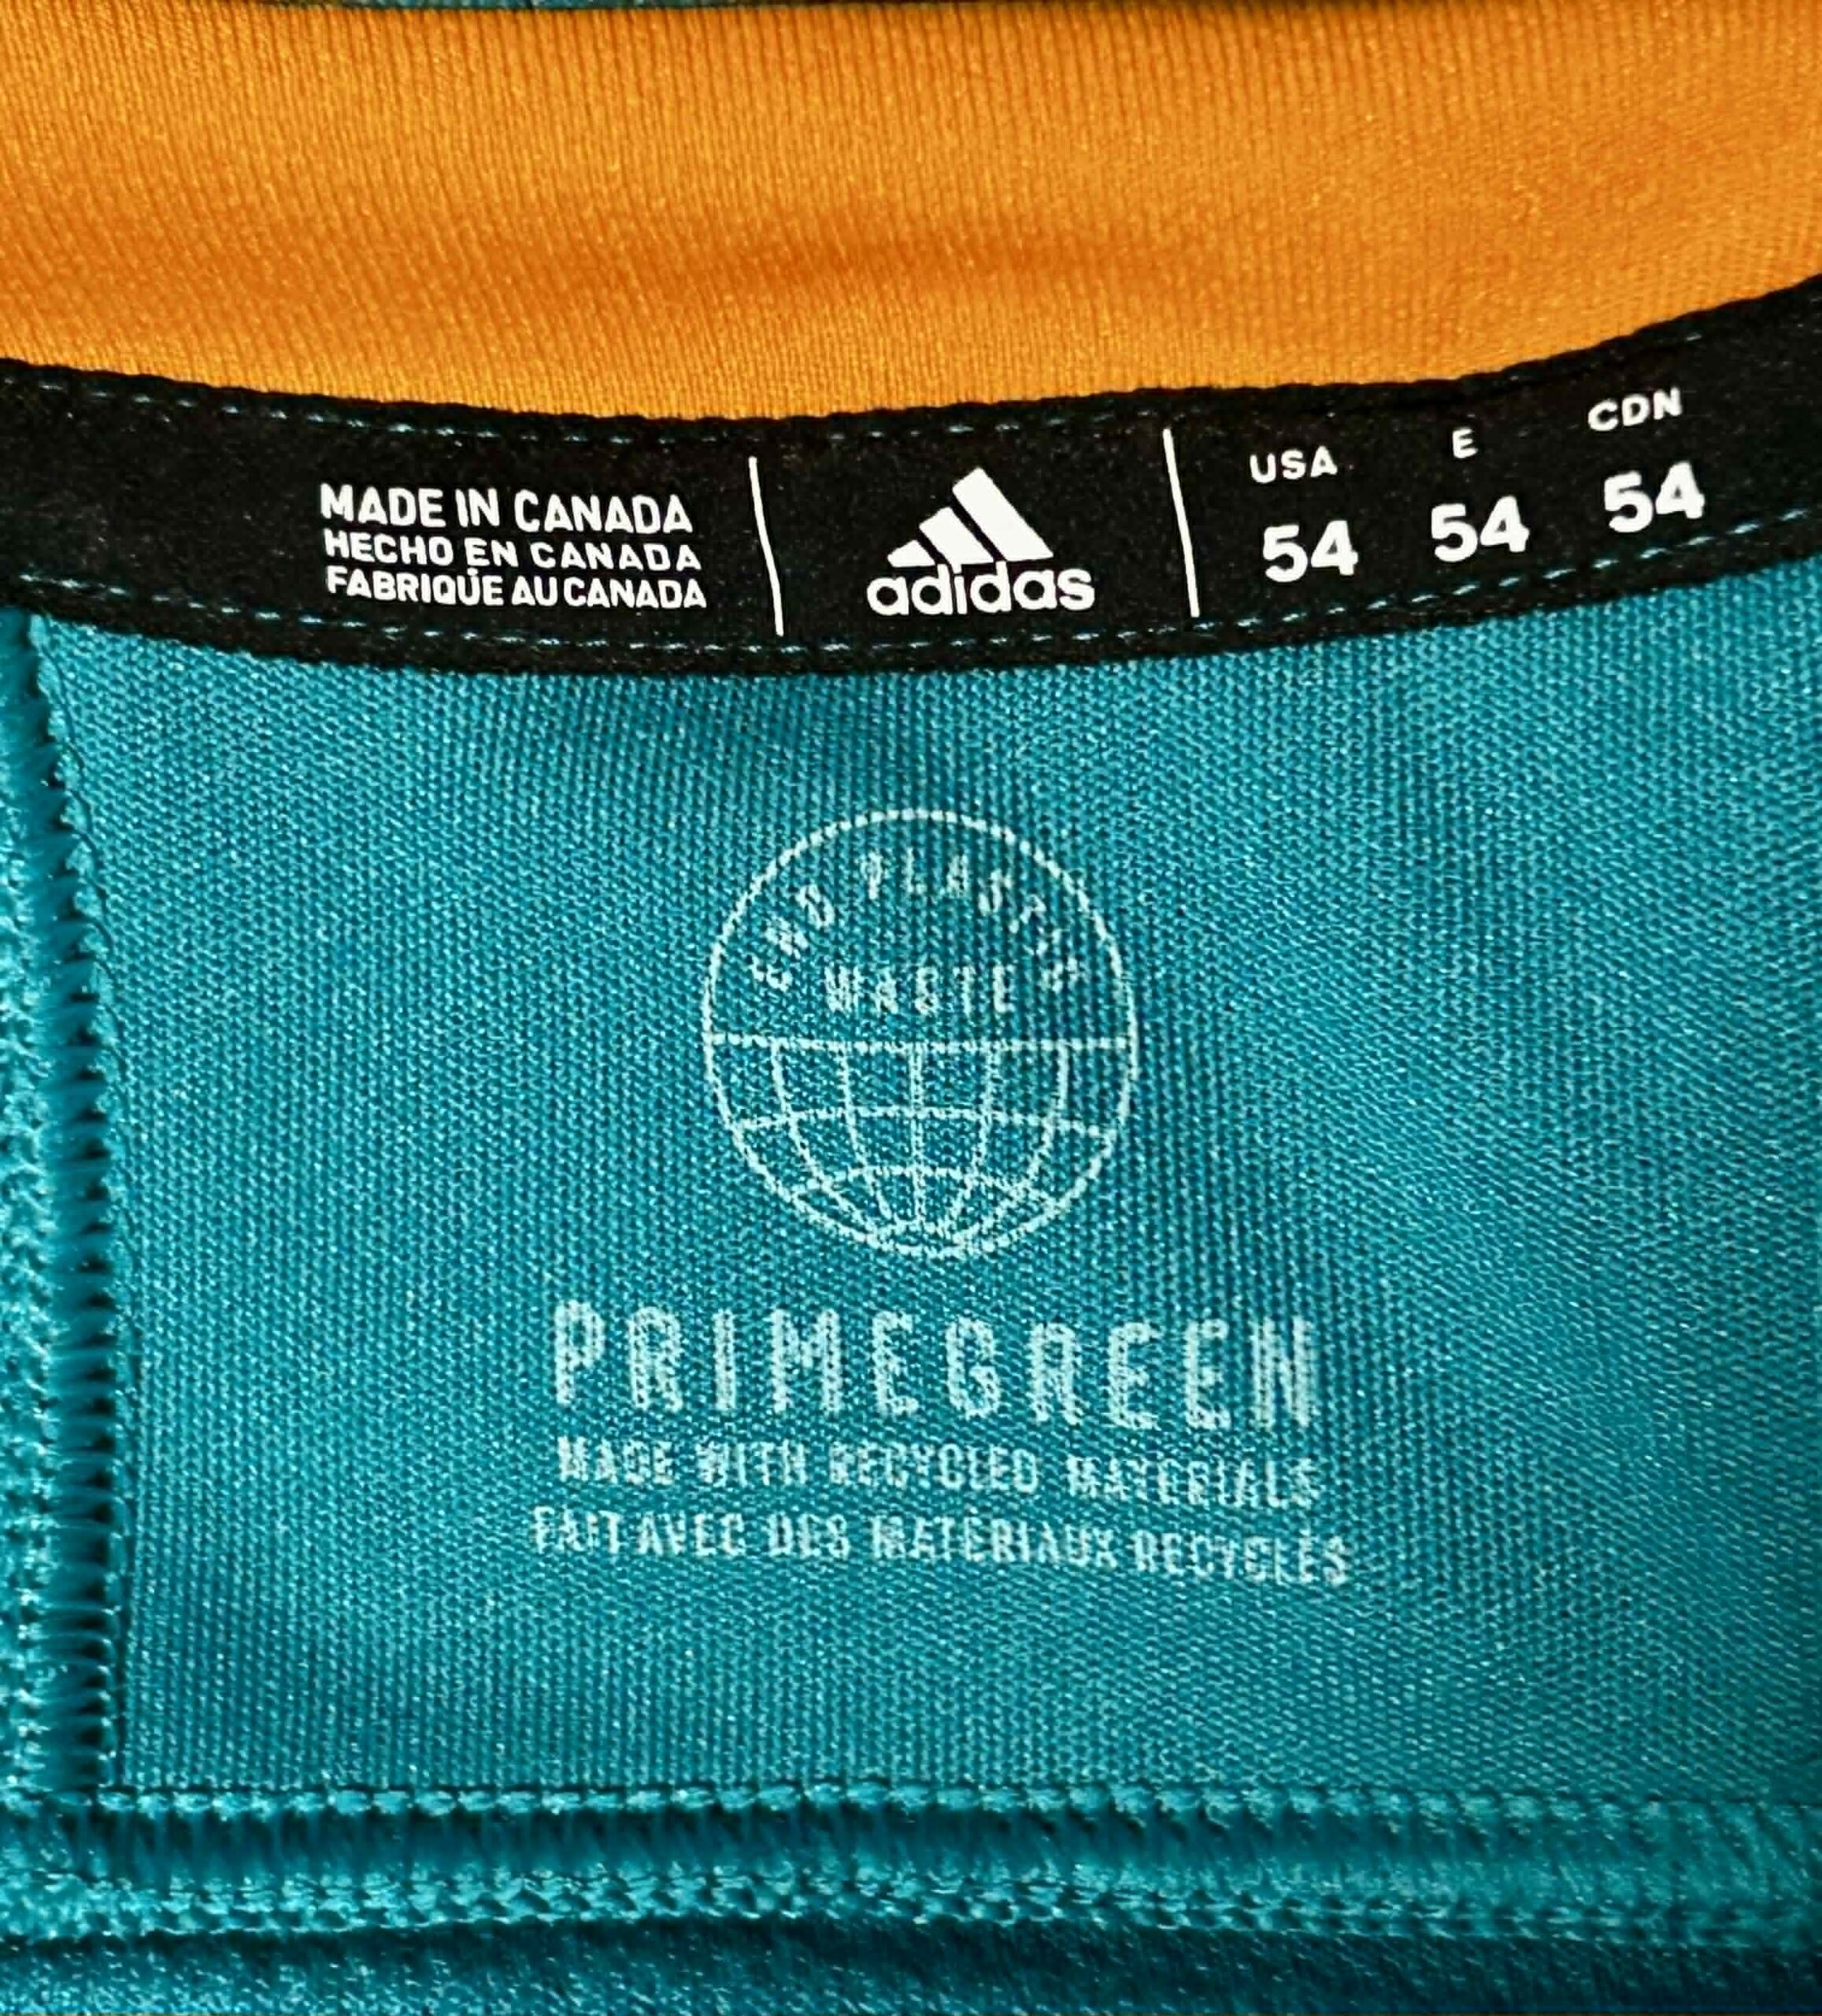 MADE IN CANADA
HECHO EN CANADA
FABRIQUE AU CANADA
adidas
USA E CDN
54 54 54
END PLASTIC
WASTE
PRIMEGREEN
MADE WITH RECYCLED MATERIALS
FAIT AVEC DES MATÉRIAUX RECYCLÉS